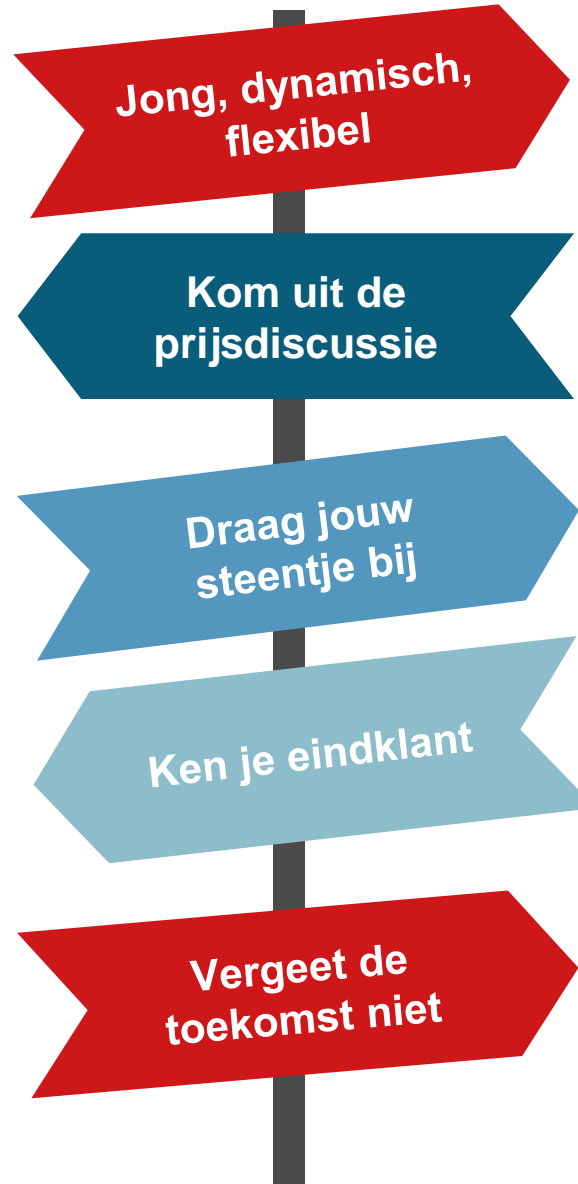 Jong, dynamisch,
flexibel
Kom uit de
prijsdiscussie
Draag jouw
steentje bij
Ken je eindklant
Vergeet de
toekomst niet